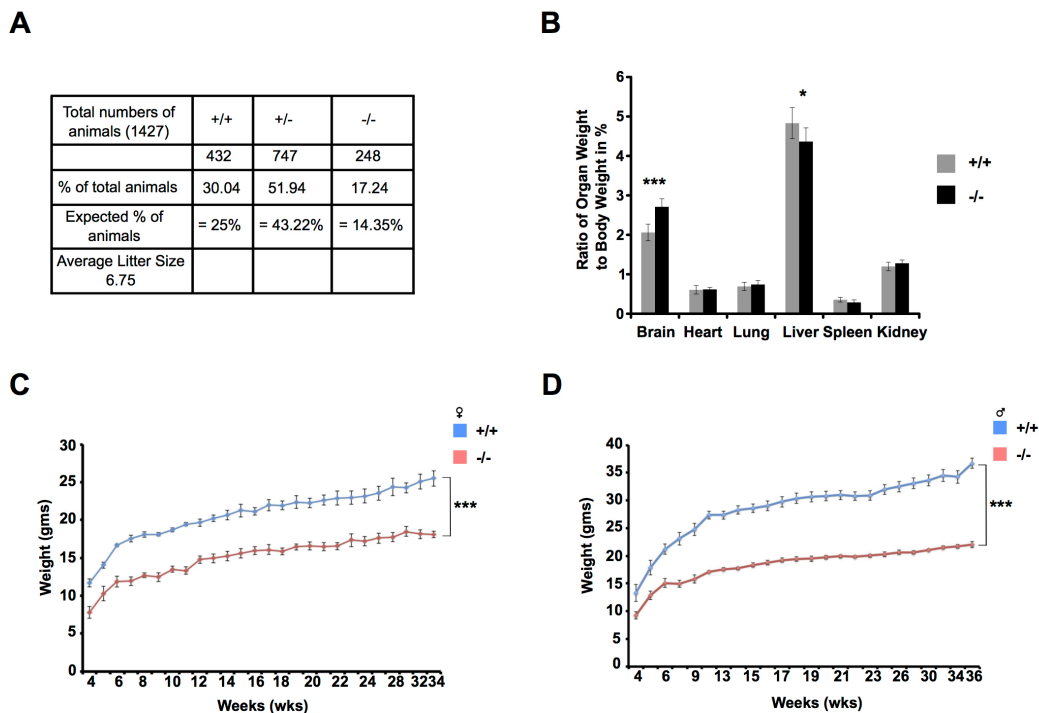 A
Total numbers of
animals (1427)
+/+
+/-
-/-
432
747
248
% of total animals
30.04
51.94
17.24
Expected % of
animals
= 25%
= 43.22%
= 14.35%
Average Litter Size
6.75
B
Ratio of Organ Weight
to Body Weight in %
6
5
4
3
2
1
0
***
*
Brain
Heart
Lung
Liver
Spleen
Kidney
+/+
-/-
C
♀
+/+
-/-
Weight (gms)
30
25
20
15
10
5
0
***
4 6 8 10 12 14 16 18 20 22 24 28 32 34
Weeks (wks)
D
♂
+/+
-/-
Weight (gms)
40
35
30
25
20
15
10
5
0
***
4 6 9 13 15 17 19 21 23 26 30 34 36
Weeks (wks)